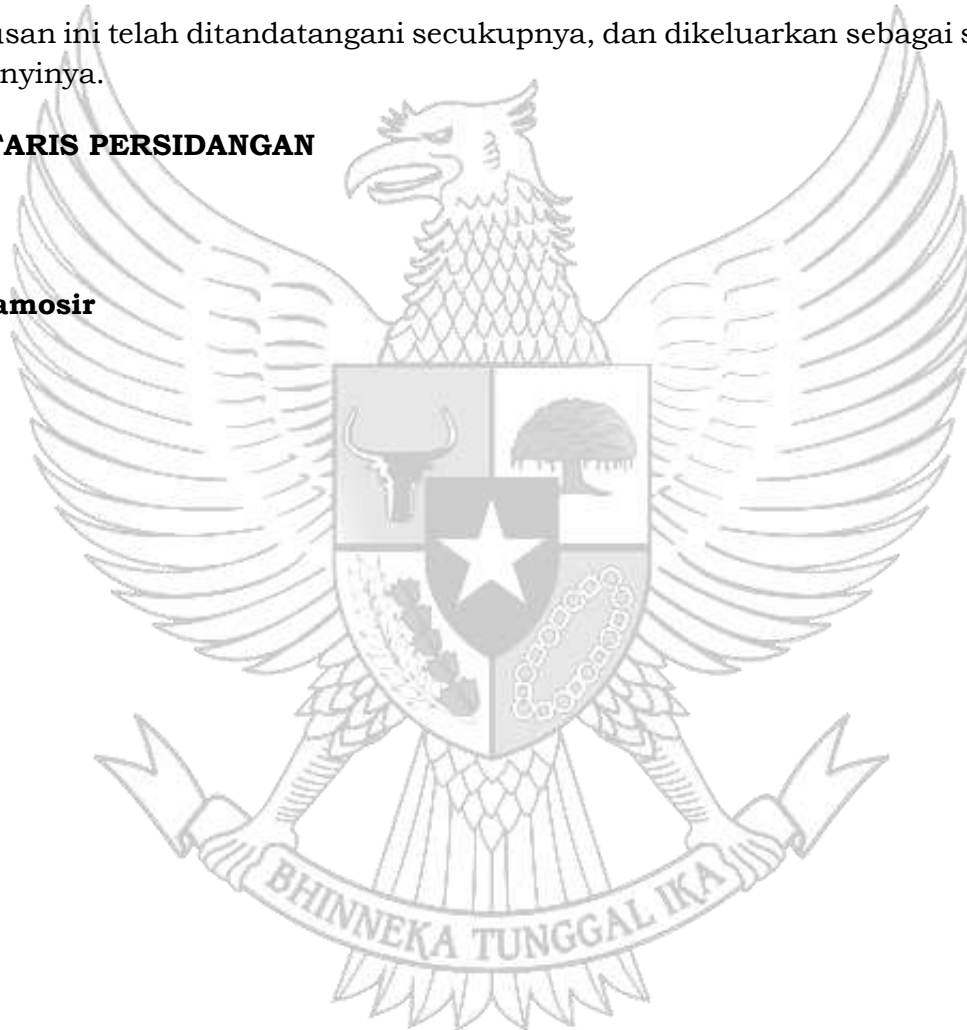 usan ini telah ditandatangani secukupnya, dan dikeluarkan sebagai s
nyinya.
TARIS PERSIDANGAN
amosir
BHINNEKA TUNGGAL IKA